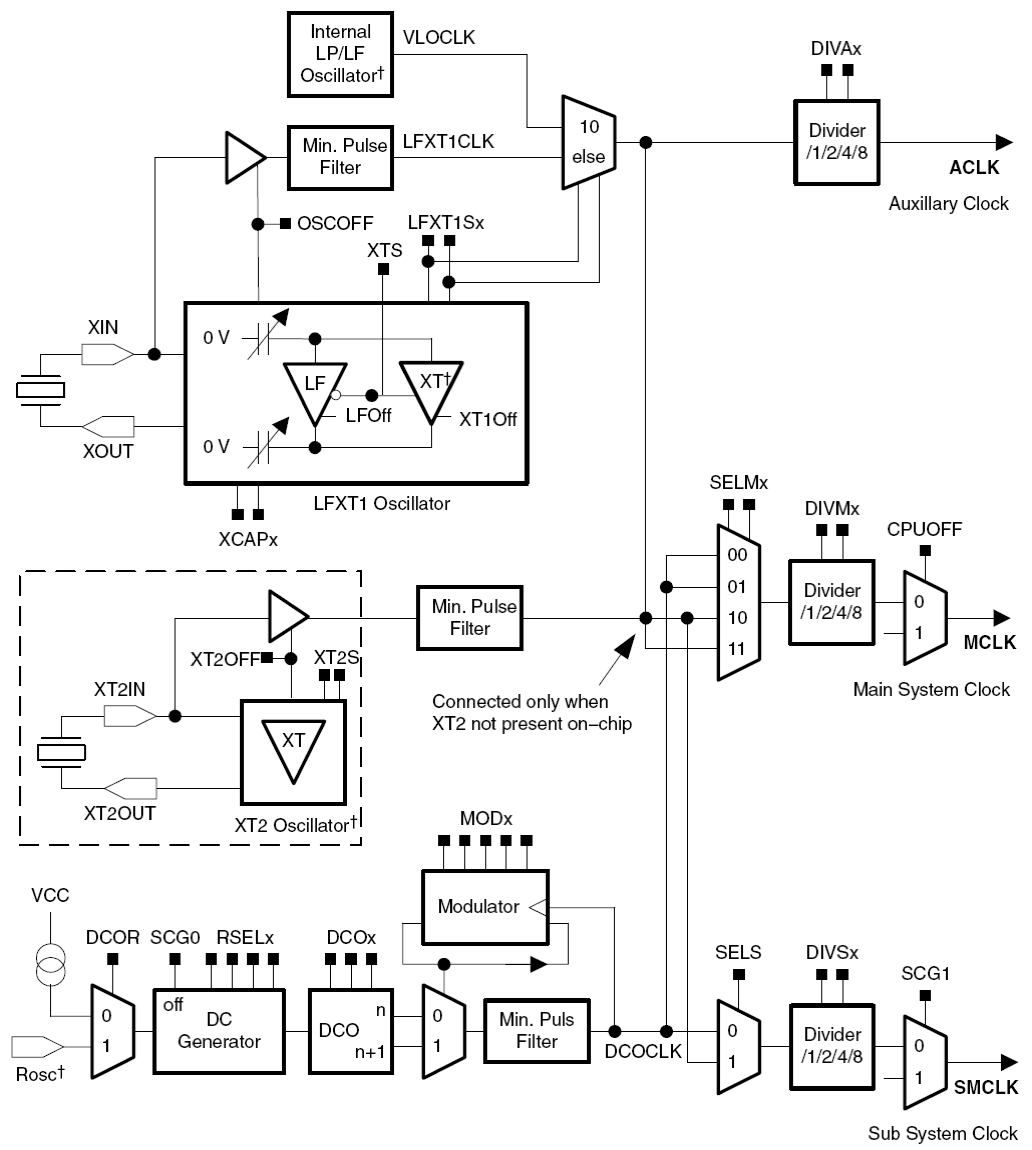 Internal
LP/LF
Oscillator†
VLOCLK
DIVAx
10
else
Divider
/1/2/4/8
ACLK
Auxillary Clock
Min. Pulse
Filter
LFXT1CLK
OSCOFF
LFXT1Sx
XTS
XIN
0 V
LF
XT†
LFOff
XT1Off
0 V
XOUT
LFXT1 Oscillator
XCAPx
SELMx
DIVMx
CPUOFF
00
01
10
11
Divider
/1/2/4/8
0
1
MCLK
Main System Clock
Min. Pulse
Filter
XT2OFF
XT2S
XT2IN
XT
XT2OUT
XT2 Oscillator†
Connected only when
XT2 not present on–chip
MODx
Modulator
VCC
DCOR
SCG0
RSELx
DCOx
0
1
Rosc†
off
DC
Generator
DCO
n
n+1
0
1
Min. Puls
Filter
DCOCLK
SELS
DIVSx
SCG1
0
1
Divider
/1/2/4/8
0
1
SMCLK
Sub System Clock